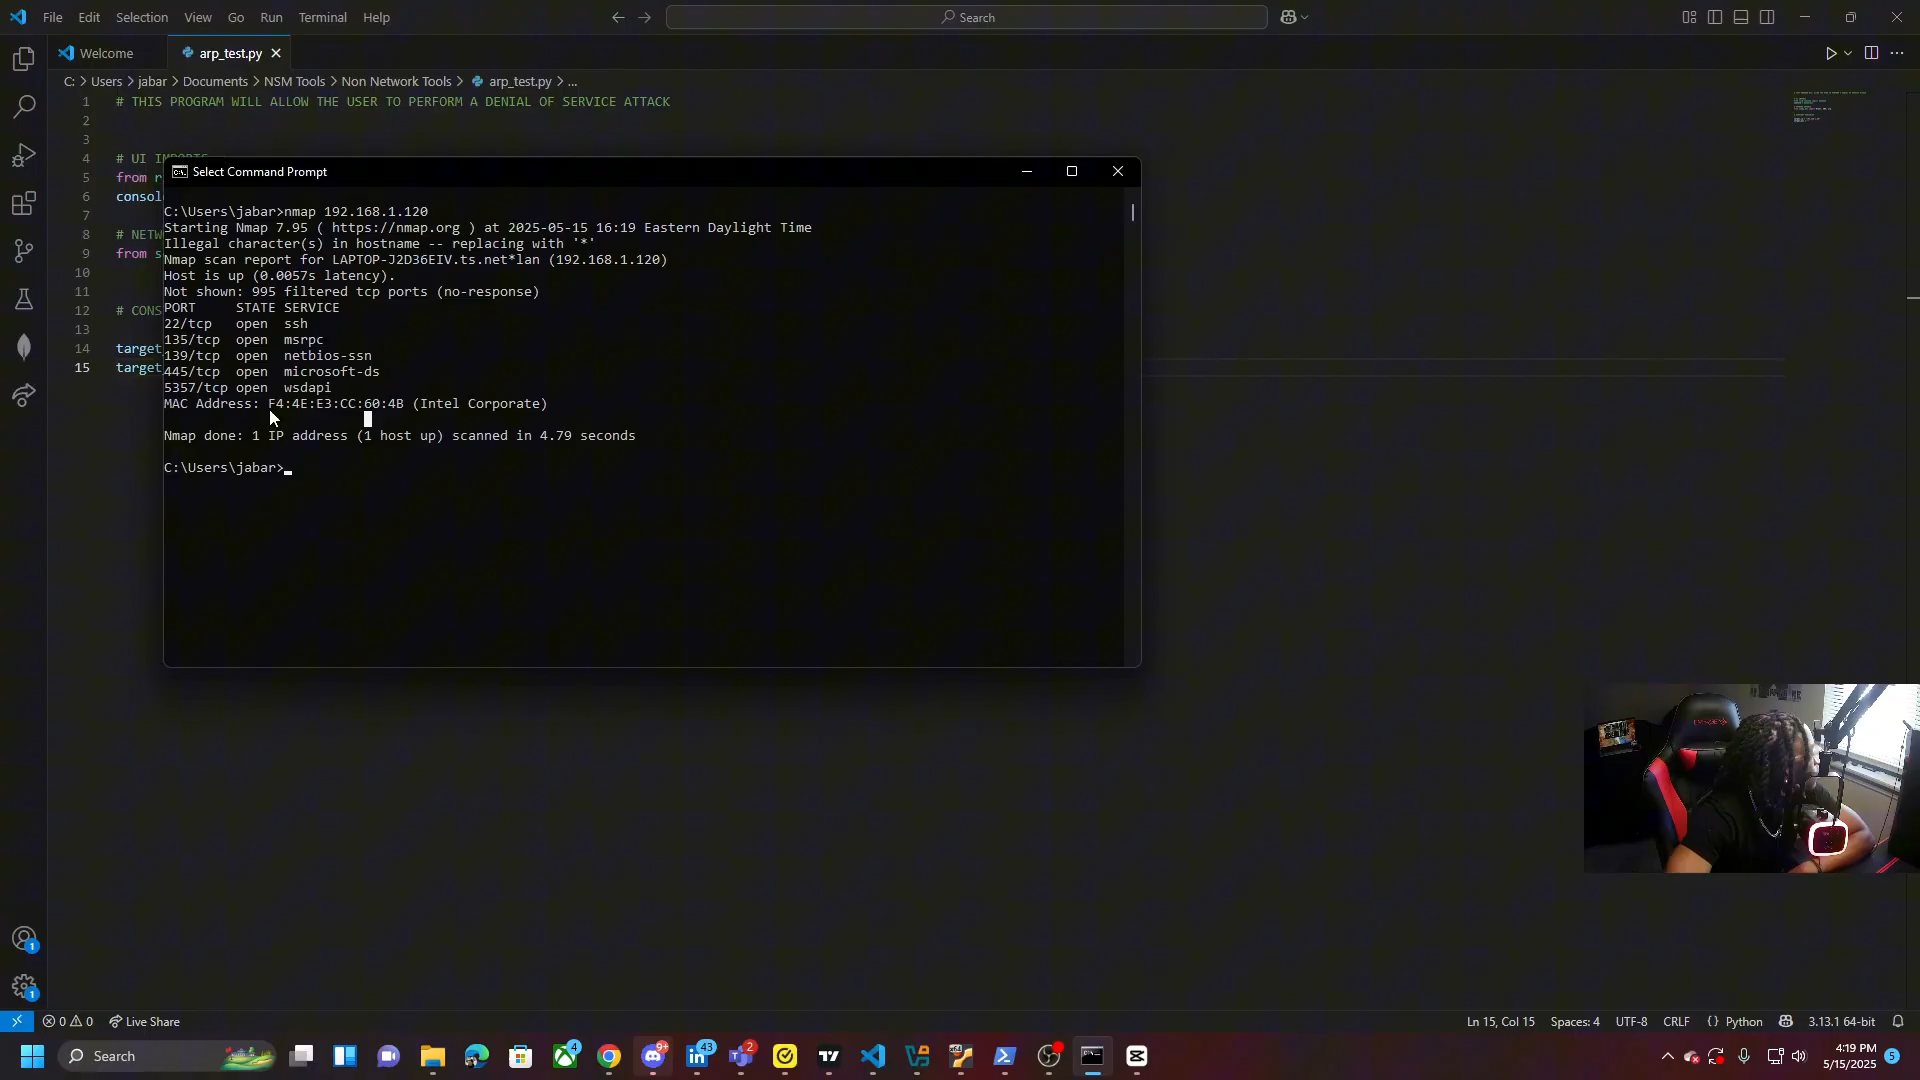 File Edit Selection View Go Run Terminal Help
Search
Welcome
arp_test.py
C: > Users > jabar > Documents > NSM Tools > Non Network Tools > arp_test.py > ...
1 # THIS PROGRAM WILL ALLOW THE USER TO PERFORM A DENIAL OF SERVICE ATTACK
2
3
4 # UI IMPORTS
5 from r
6 consol
7
8 # NETW
9 from s
10
11
12 # CONS
13
14 target
15 target
Select Command Prompt
C:\Users\jabar>nmap 192.168.1.120
Starting Nmap 7.95 ( https://nmap.org ) at 2025-05-15 16:19 Eastern Daylight Time
Illegal character(s) in hostname -- replacing with '*'
Nmap scan report for LAPTOP-J2D36EIV.ts.net*lan (192.168.1.120)
Host is up (0.0057s latency).
Not shown: 995 filtered tcp ports (no-response)
PORT STATE SERVICE
22/tcp open ssh
135/tcp open msrpc
139/tcp open netbios-ssn
445/tcp open microsoft-ds
5357/tcp open wsdapi
MAC Address: F4:4E:E3:CC:60:4B (Intel Corporate)
Nmap done: 1 IP address (1 host up) scanned in 4.79 seconds
C:\Users\jabar>
0 0 Live Share
Ln 15, Col 15 Spaces: 4 UTF-8 CRLF {} Python 3.13.1 64-bit
Search
4
9+
43
2
4:19 PM
5/15/2025
5